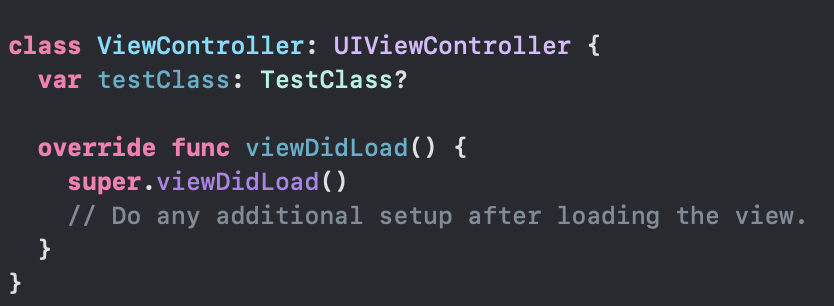 class ViewController: UIViewController {
  var testClass: TestClass?

  override func viewDidLoad() {
    super.viewDidLoad()
    // Do any additional setup after loading the view.
  }
}